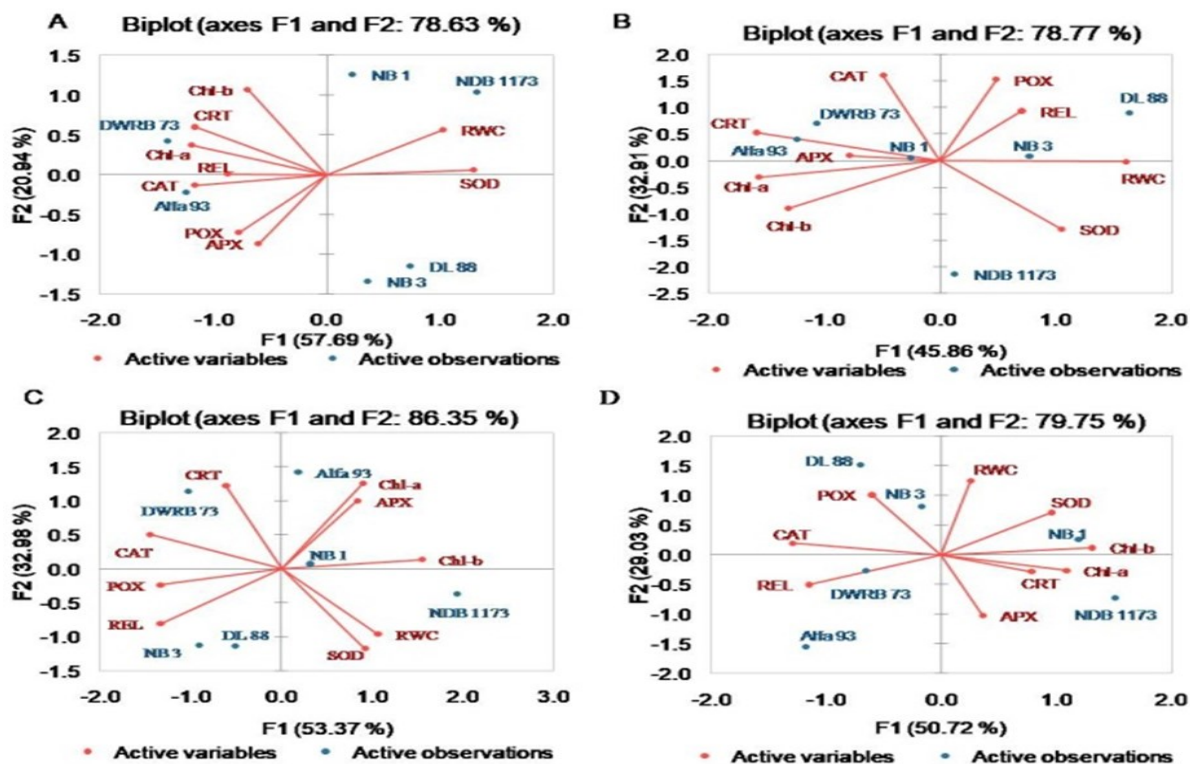 A
Biplot (axes F1 and F2: 78.63 %)
1.5
NB 1
NDB 1173
1.0
Chl-b
CRT
DWRB 73
RWC
0.5
Chl-a
REL
0.0
SOD
CAT
Alfa 93
-0.5
POX
APX
-1.0
DL 88
NB 3
-1.5
F2 (20.94 %)
-2.0 -1.0 0.0 1.0 2.0
F1 (57.69 %)
Active variables Active observations
B
Biplot (axes F1 and F2: 78.77 %)
2.0
CAT
POX
1.5
DL 88
1.0
REL
DWRB 73
CRT
0.5
Alfa 93
APX
NB 1
NB 3
0.0
RWC
Chl-a
-0.5
-1.0
Chl-b
SOD
-1.5
-2.0
NDB 1173
-2.5
F2 (32.91 %)
-2.0 -1.0 0.0 1.0 2.0
F1 (45.86 %)
Active variables Active observations
C
Biplot (axes F1 and F2: 86.35 %)
2.0
1.5
CRT
Alfa 93
Chl-a
1.0
APX
DWRB 73
0.5
CAT
NB 1
Chl-b
0.0
POX
-0.5
NDB 1173
REL
RWC
-1.0
DL 88
NB 3
SOD
-1.5
F2 (32.98 %)
-2.0 -1.0 0.0 1.0 2.0 3.0
F1 (53.37 %)
Active variables Active observations
D
Biplot (axes F1 and F2: 79.75 %)
2.0
DL 88
1.5
RWC
POX
NB 3
1.0
SOD
0.5
CAT
NB 1
Chl-b
0.0
Chl-a
REL
CRT
-0.5
DWRB 73
NDB 1173
-1.0
APX
Alfa 93
-1.5
-2.0
F2 (29.03 %)
-2.0 -1.0 0.0 1.0 2.0
F1 (50.72 %)
Active variables Active observations